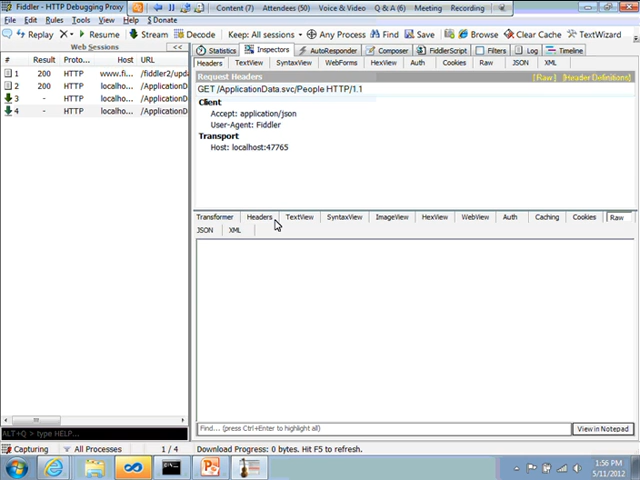 Fiddler - HTTP Debugging Proxy
Content (7) Attendees (50) Voice & Video Q & A (6) Meeting Recording
File Edit Rules Tools View Help $ Donate
Replay Resume Stream Decode Keep: All sessions Any Process Find Save Browse Clear Cache TextWizard
Web Sessions <<
# Result Proto... Host URL
1 200 HTTP www.fi... /fiddler2/upd
2 200 HTTP localho... /ApplicationD
3 - HTTP localho... /ApplicationD
4 - HTTP localho... /ApplicationD
Statistics Inspectors AutoResponder Composer FiddlerScript Filters Log Timeline
Headers TextView SyntaxView WebForms HexView Auth Cookies Raw JSON XML
Request Headers [Raw] [Header Definitions]
GET /ApplicationData.svc/People HTTP/1.1
Client
Accept: application/json
User-Agent: Fiddler
Transport
Host: localhost:47765
Transformer Headers TextView SyntaxView ImageView HexView WebView Auth Caching Cookies Raw
JSON XML
Find... (press Ctrl+Enter to highlight all) View in Notepad
ALT+Q > type HELP...
Capturing All Processes 1 / 4 Download Progress: 0 bytes. Hit F5 to refresh.
1:56 PM
5/11/2012